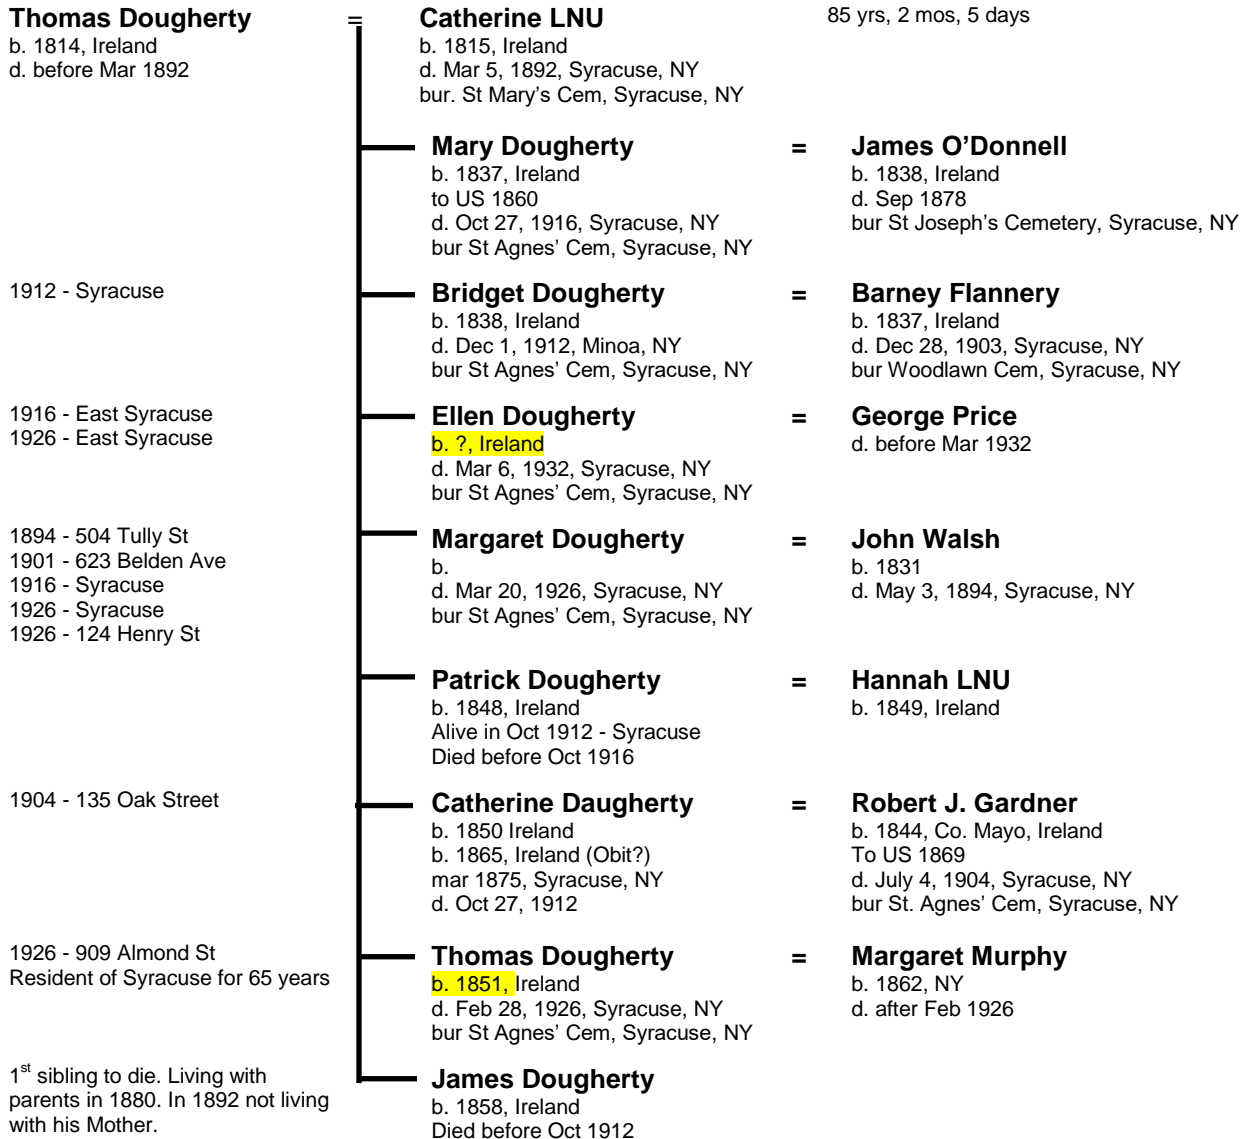 Thomas Dougherty = Catherine LNU 85 yrs, 2 mos, 5 days
b. 1814, Ireland b. 1815, Ireland
d. before Mar 1892 d. Mar 5, 1892, Syracuse, NY
bur. St Mary's Cem, Syracuse, NY
Mary Dougherty = James O'Donnell
b. 1837, Ireland b. 1838, Ireland
to US 1860 d. Sep 1878
d. Oct 27, 1916, Syracuse, NY bur St Joseph's Cemetery, Syracuse, NY
bur St Agnes' Cem, Syracuse, NY
1912 - Syracuse Bridget Dougherty = Barney Flannery
b. 1838, Ireland b. 1837, Ireland
d. Dec 1, 1912, Minoa, NY d. Dec 28, 1903, Syracuse, NY
bur St Agnes' Cem, Syracuse, NY bur Woodlawn Cem, Syracuse, NY
1916 - East Syracuse Ellen Dougherty = George Price
1926 - East Syracuse b. ?, Ireland d. before Mar 1932
d. Mar 6, 1932, Syracuse, NY
bur St Agnes' Cem, Syracuse, NY
1894 - 504 Tully St Margaret Dougherty = John Walsh
1901 - 623 Belden Ave b. b. 1831
1916 - Syracuse d. Mar 20, 1926, Syracuse, NY d. May 3, 1894, Syracuse, NY
1926 - Syracuse bur St Agnes' Cem, Syracuse, NY
1926 - 124 Henry St
Patrick Dougherty = Hannah LNU
b. 1848, Ireland b. 1849, Ireland
Alive in Oct 1912 - Syracuse
Died before Oct 1916
1904 - 135 Oak Street Catherine Daugherty = Robert J. Gardner
b. 1850 Ireland b. 1844, Co. Mayo, Ireland
b. 1865, Ireland (Obit?) To US 1869
mar 1875, Syracuse, NY d. July 4, 1904, Syracuse, NY
d. Oct 27, 1912 bur St. Agnes' Cem, Syracuse, NY
1926 - 909 Almond St Thomas Dougherty = Margaret Murphy
Resident of Syracuse for 65 years b. 1851, Ireland b. 1862, NY
d. Feb 28, 1926, Syracuse, NY d. after Feb 1926
bur St Agnes' Cem, Syracuse, NY
1st sibling to die. Living with James Dougherty
parents in 1880. In 1892 not living b. 1858, Ireland
with his Mother. Died before Oct 1912